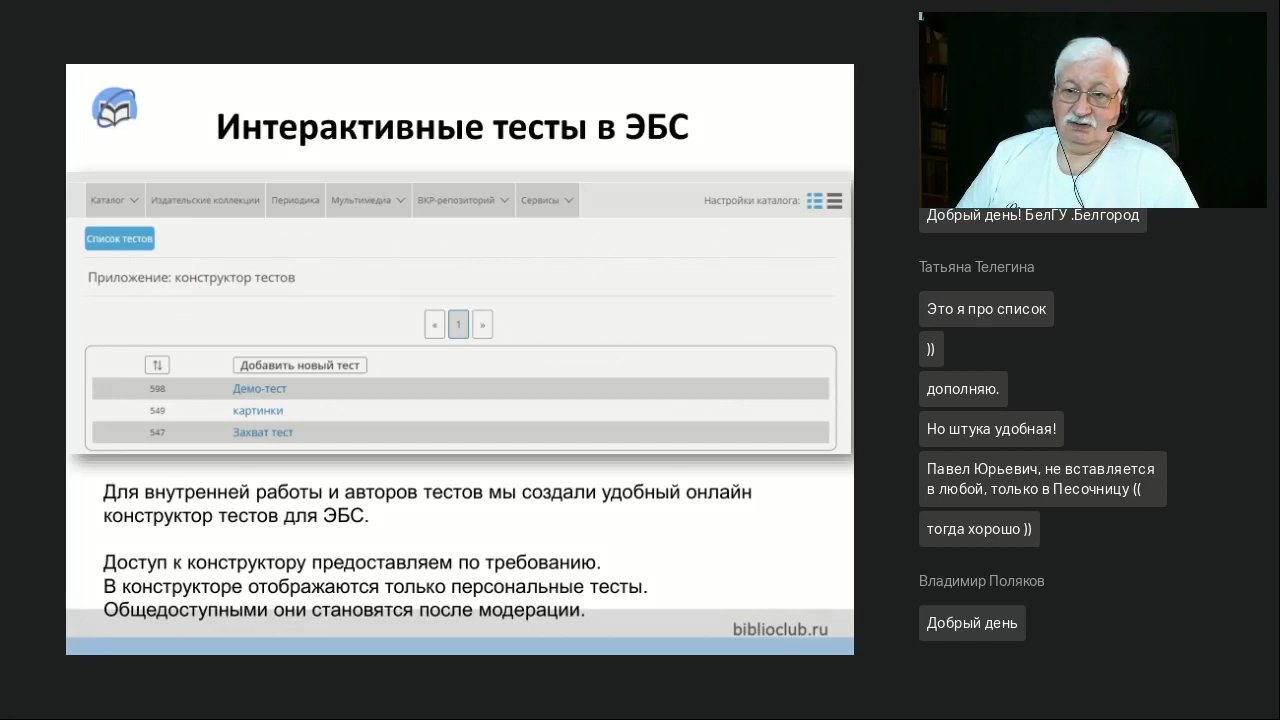 Интерактивные тесты в ЭБС
Каталог
Издательские коллекции
Периодика
Мультимедиа
ВКР-репозиторий
Сервисы
Настройки каталога:
Список тестов
Приложение: конструктор тестов
« 1 »
Добавить новый тест
598 Демо-тест
549 картинки
547 Захват тест
Для внутренней работы и авторов тестов мы создали удобный онлайн
конструктор тестов для ЭБС.
Доступ к конструктору предоставляем по требованию.
В конструкторе отображаются только персональные тесты.
Общедоступными они становятся после модерации.
biblioclub.ru
Добрый день! БелГУ .Белгород
Татьяна Телегина
Это я про список
))
дополняю.
Но штука удобная!
Павел Юрьевич, не вставляется
в любой, только в Песочницу ((
тогда хорошо ))
Владимир Поляков
Добрый день